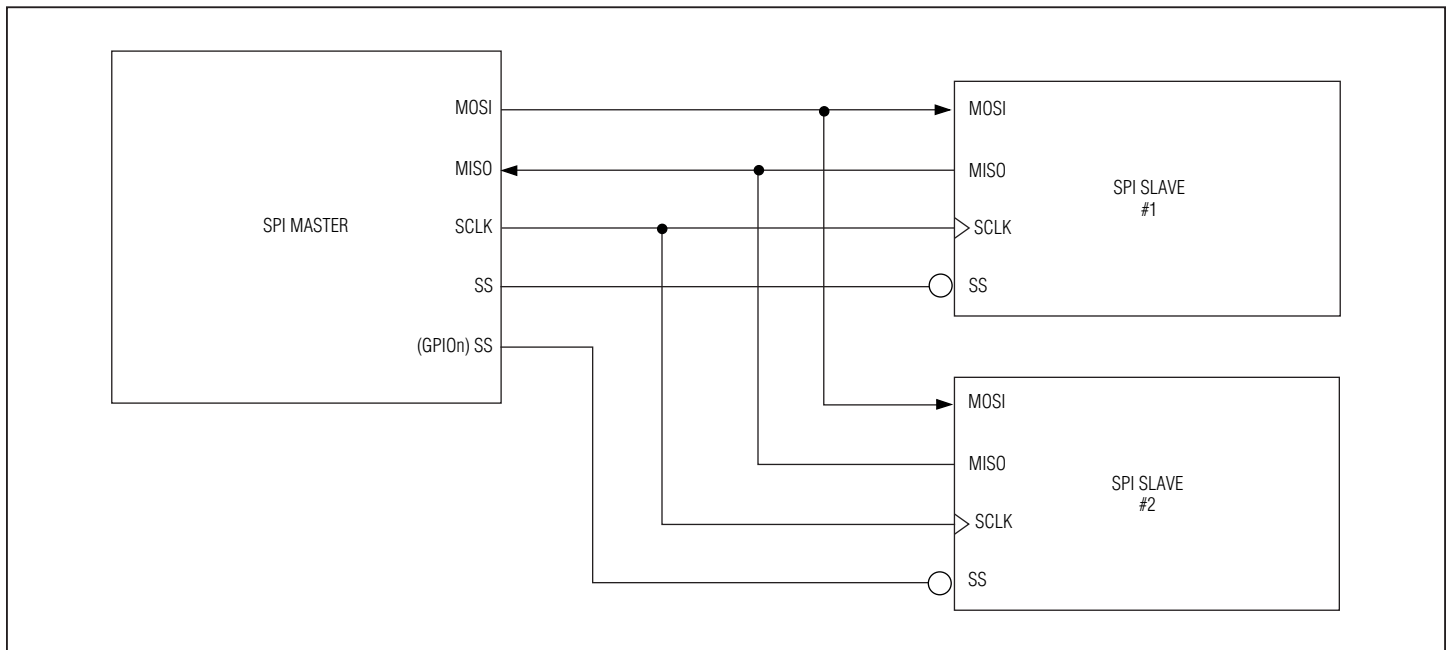 SPI MASTER
MOSI
MISO
SCLK
SS
(GPIOn) SS
MOSI
MISO
SCLK
SS
SPI SLAVE
#1
MOSI
MISO
SCLK
SS
SPI SLAVE
#2